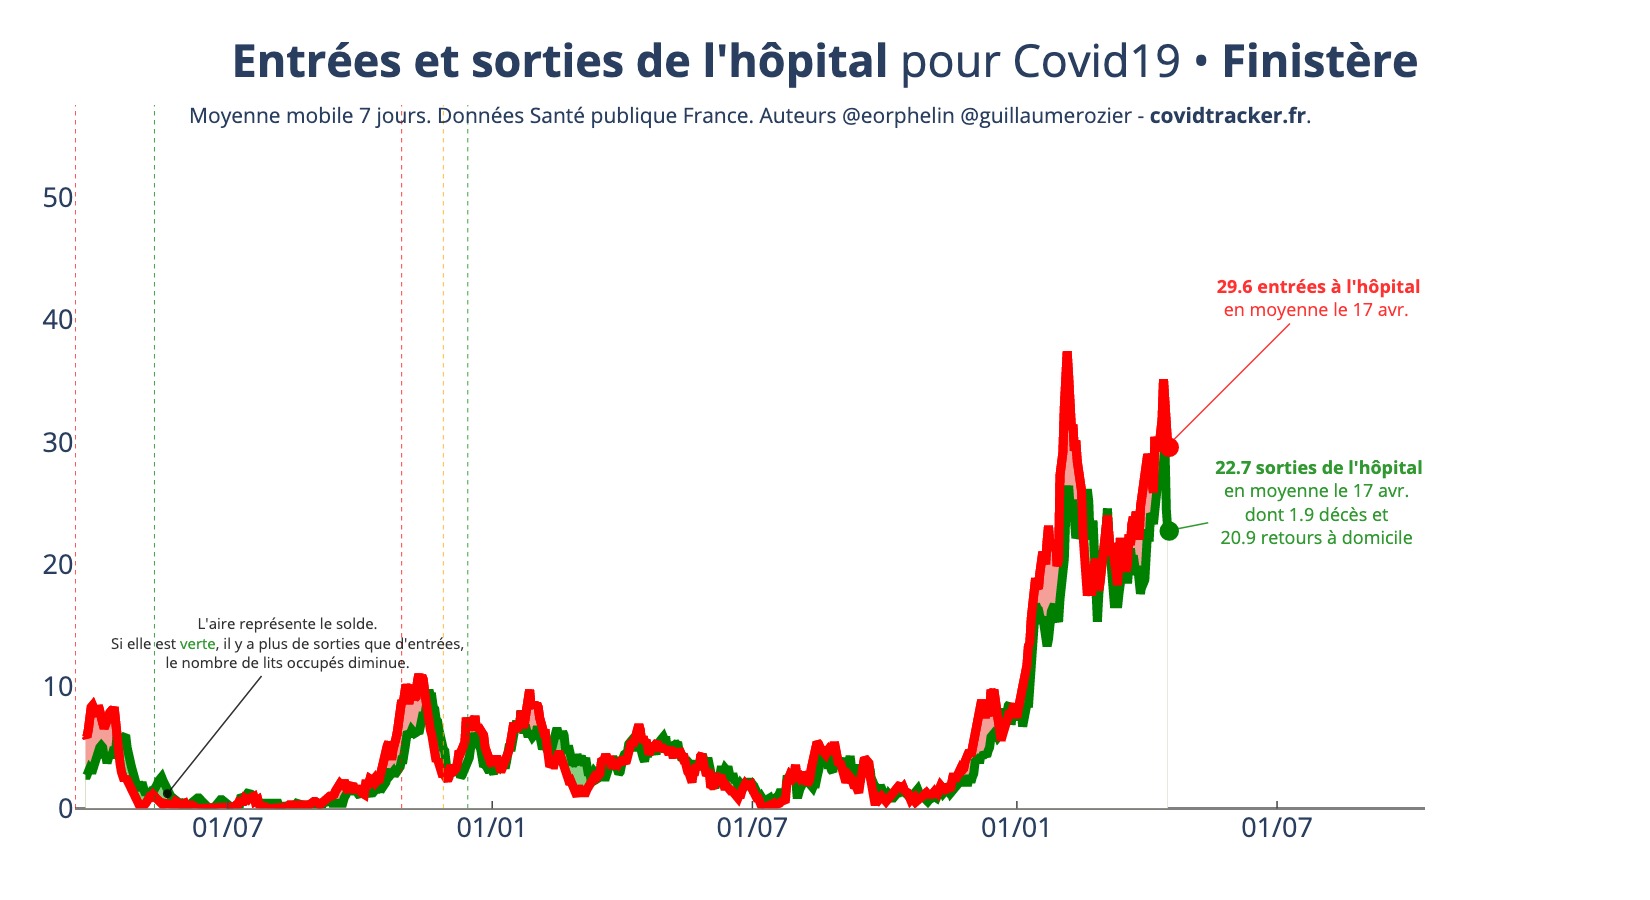 Entrées et sorties de l'hôpital pour Covid19 • Finistère
Moyenne mobile 7 jours. Données Santé publique France. Auteurs @eorphelin @guillaumerozier - covidtracker.fr.
50
40
30
20
10
0
29.6 entrées à l'hôpital
en moyenne le 17 avr.
22.7 sorties de l'hôpital
en moyenne le 17 avr.
dont 1.9 décès et
20.9 retours à domicile
L'aire représente le solde.
Si elle est verte, il y a plus de sorties que d'entrées,
le nombre de lits occupés diminue.
01/07
01/01
01/07
01/01
01/07